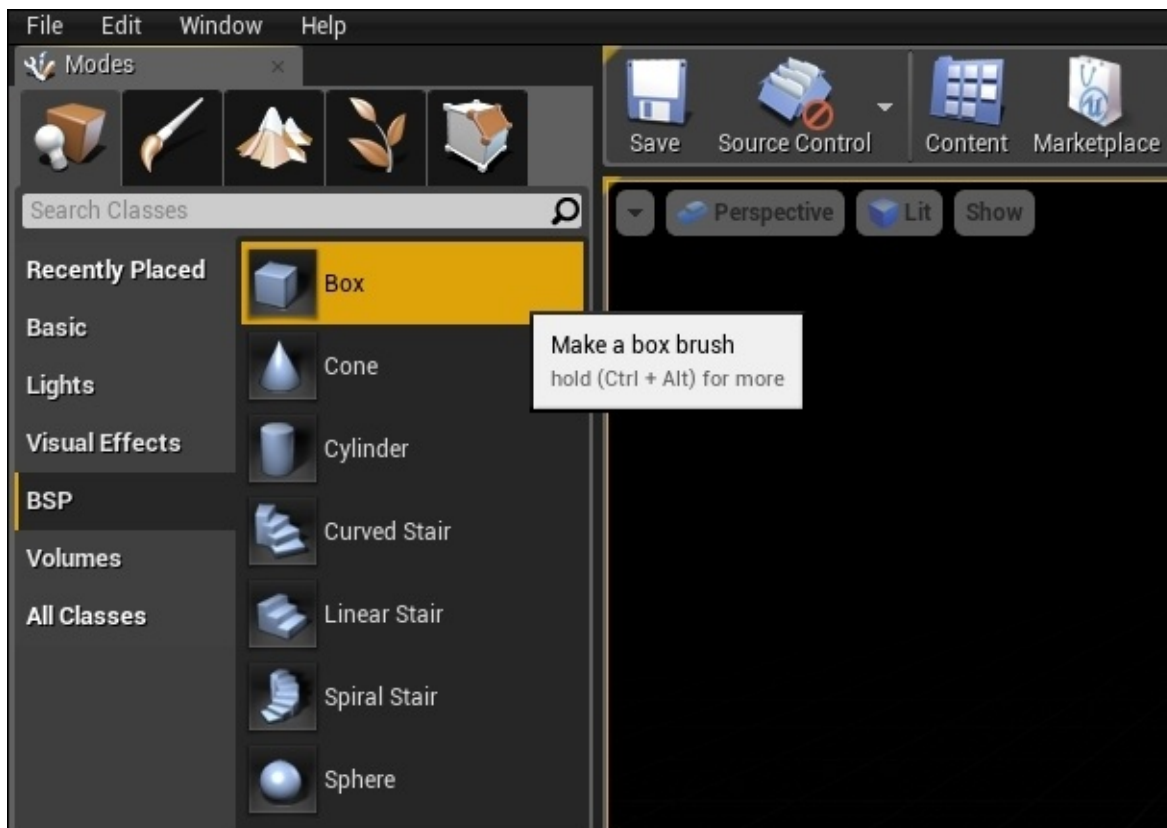 File Edit Window Help
Modes
Save Source Control Content Marketplace
Search Classes
Perspective Lit Show
Recently Placed
Basic
Lights
Visual Effects
BSP
Volumes
All Classes
Box
Make a box brush
hold (Ctrl + Alt) for more
Cone
Cylinder
Curved Stair
Linear Stair
Spiral Stair
Sphere